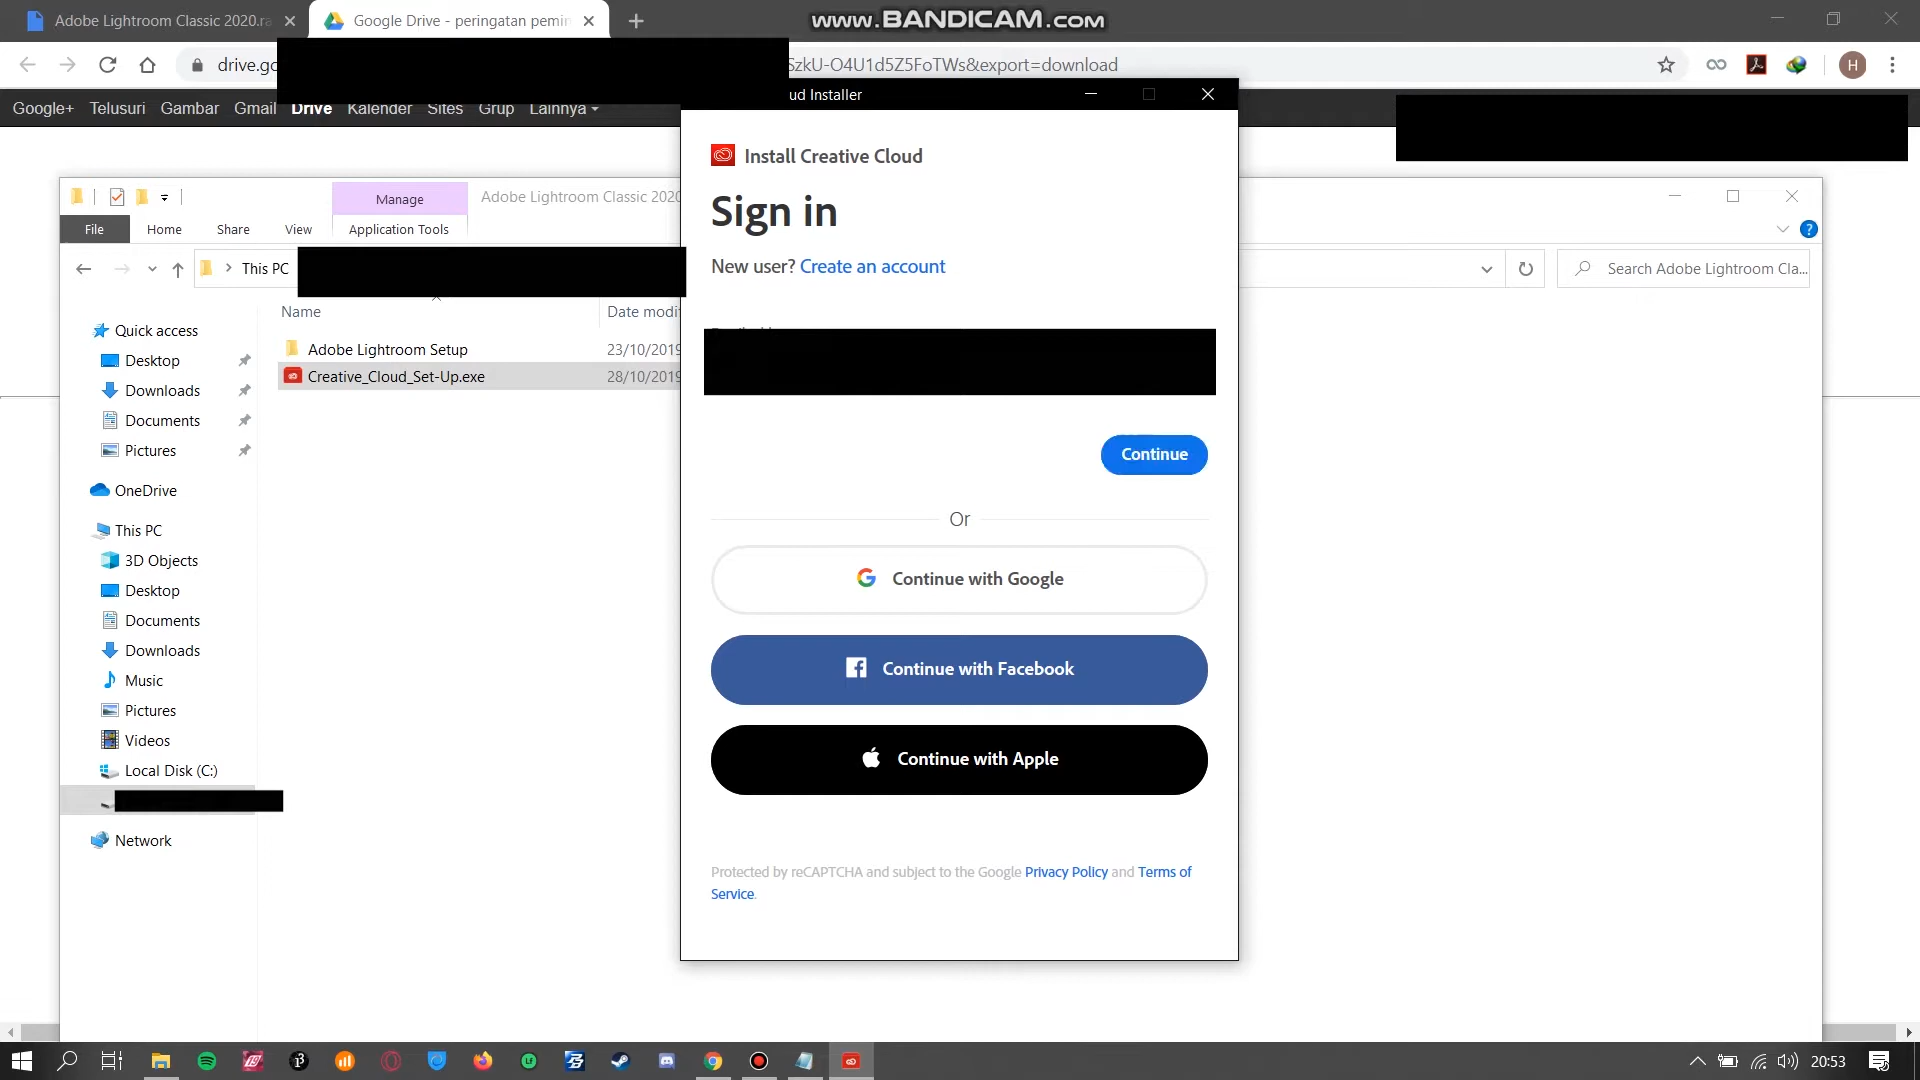 Adobe Lightroom Classic 2020.ra
Google Drive - peringatan pemin
www.BANDICAM.com
drive.go
SzkU-O4U1d5Z5FoTWs&export=download
H
Google+ Telusuri Gambar Gmail Drive Kalender Sites Grup Lainnya
ud Installer
Install Creative Cloud
Sign in
New user? Create an account
Continue
Or
Continue with Google
Continue with Facebook
Continue with Apple
Protected by reCAPTCHA and subject to the Google Privacy Policy and Terms of
Service.
Manage
Adobe Lightroom Classic 2020
File Home Share View Application Tools
This PC
Search Adobe Lightroom Cla...
Name Date modi
Adobe Lightroom Setup 23/10/2019
Creative_Cloud_Set-Up.exe 28/10/2019
Quick access
Desktop
Downloads
Documents
Pictures
OneDrive
This PC
3D Objects
Desktop
Documents
Downloads
Music
Pictures
Videos
Local Disk (C:)
Network
20:53